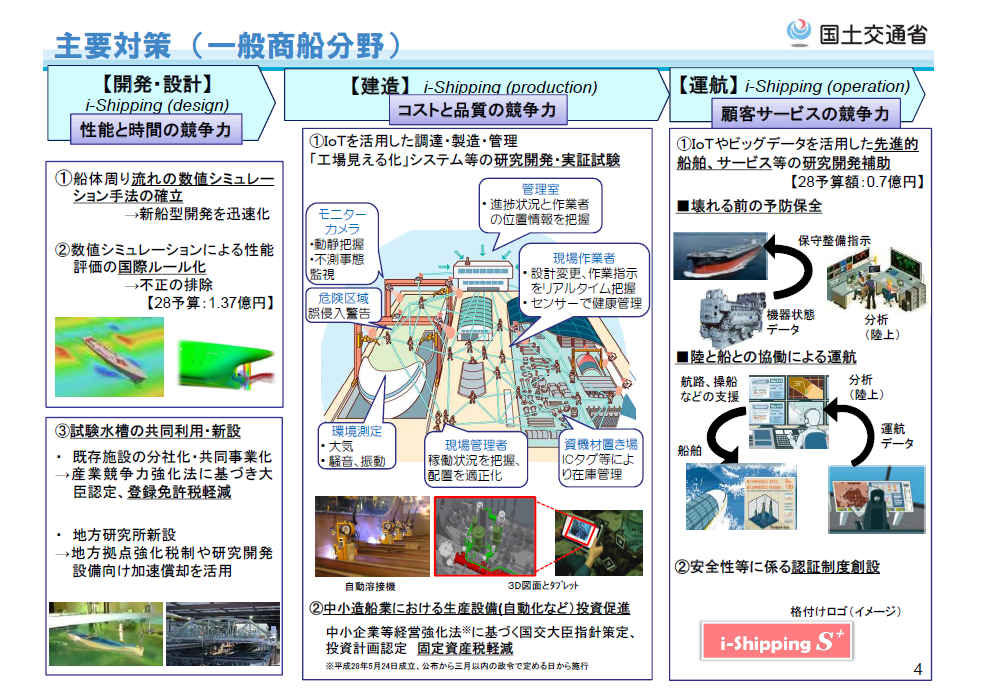 主要対策（一般商船分野）
国土交通省
【開発・設計】
i-Shipping (design)
性能と時間の競争力
①船体周り流れの数値シミュレー
ション手法の確立
→新船型開発を迅速化
②数値シミュレーションによる性能
評価の国際ルール化
→不正の排除
【28予算：1.37億円】
③試験水槽の共同利用・新設
・ 既存施設の分社化・共同事業化
→産業競争力強化法に基づき大
臣認定、登録免許税軽減
・ 地方研究所新設
→地方拠点強化税制や研究開発
設備向け加速償却を活用
【建造】 i-Shipping (production)
コストと品質の競争力
①IoTを活用した調達・製造・管理
「工場見える化」システム等の研究開発・実証試験
管理室
・進捗状況と作業者
の位置情報を把握
モニター
カメラ
・動静把握
・不測事態
監視
現場作業者
・設計変更、作業指示
をリアルタイム把握
・センサーで健康管理
危険区域
誤侵入警告
環境測定
・大気
・騒音、振動
現場管理者
稼働状況を把握、
配置を適正化
資機材置き場
ICタグ等によ
り在庫管理
自動溶接機
3D図面とタブレット
②中小造船業における生産設備(自動化など)投資促進
中小企業等経営強化法※に基づく国交大臣指針策定、
投資計画認定 固定資産税軽減
※平成28年5月24日成立、公布から三月以内の政令で定める日から施行
【運航】 i-Shipping (operation)
顧客サービスの競争力
①IoTやビッグデータを活用した先進的
船舶、サービス等の研究開発補助
【28予算額：0.7億円】
■壊れる前の予防保全
保守整備指示
機器状態
データ
分析
（陸上）
■陸と船との協働による運航
航路、操船
などの支援
分析
（陸上）
船舶
運航
データ
②安全性等に係る認証制度創設
格付けロゴ（イメージ）
i-Shipping S+
4